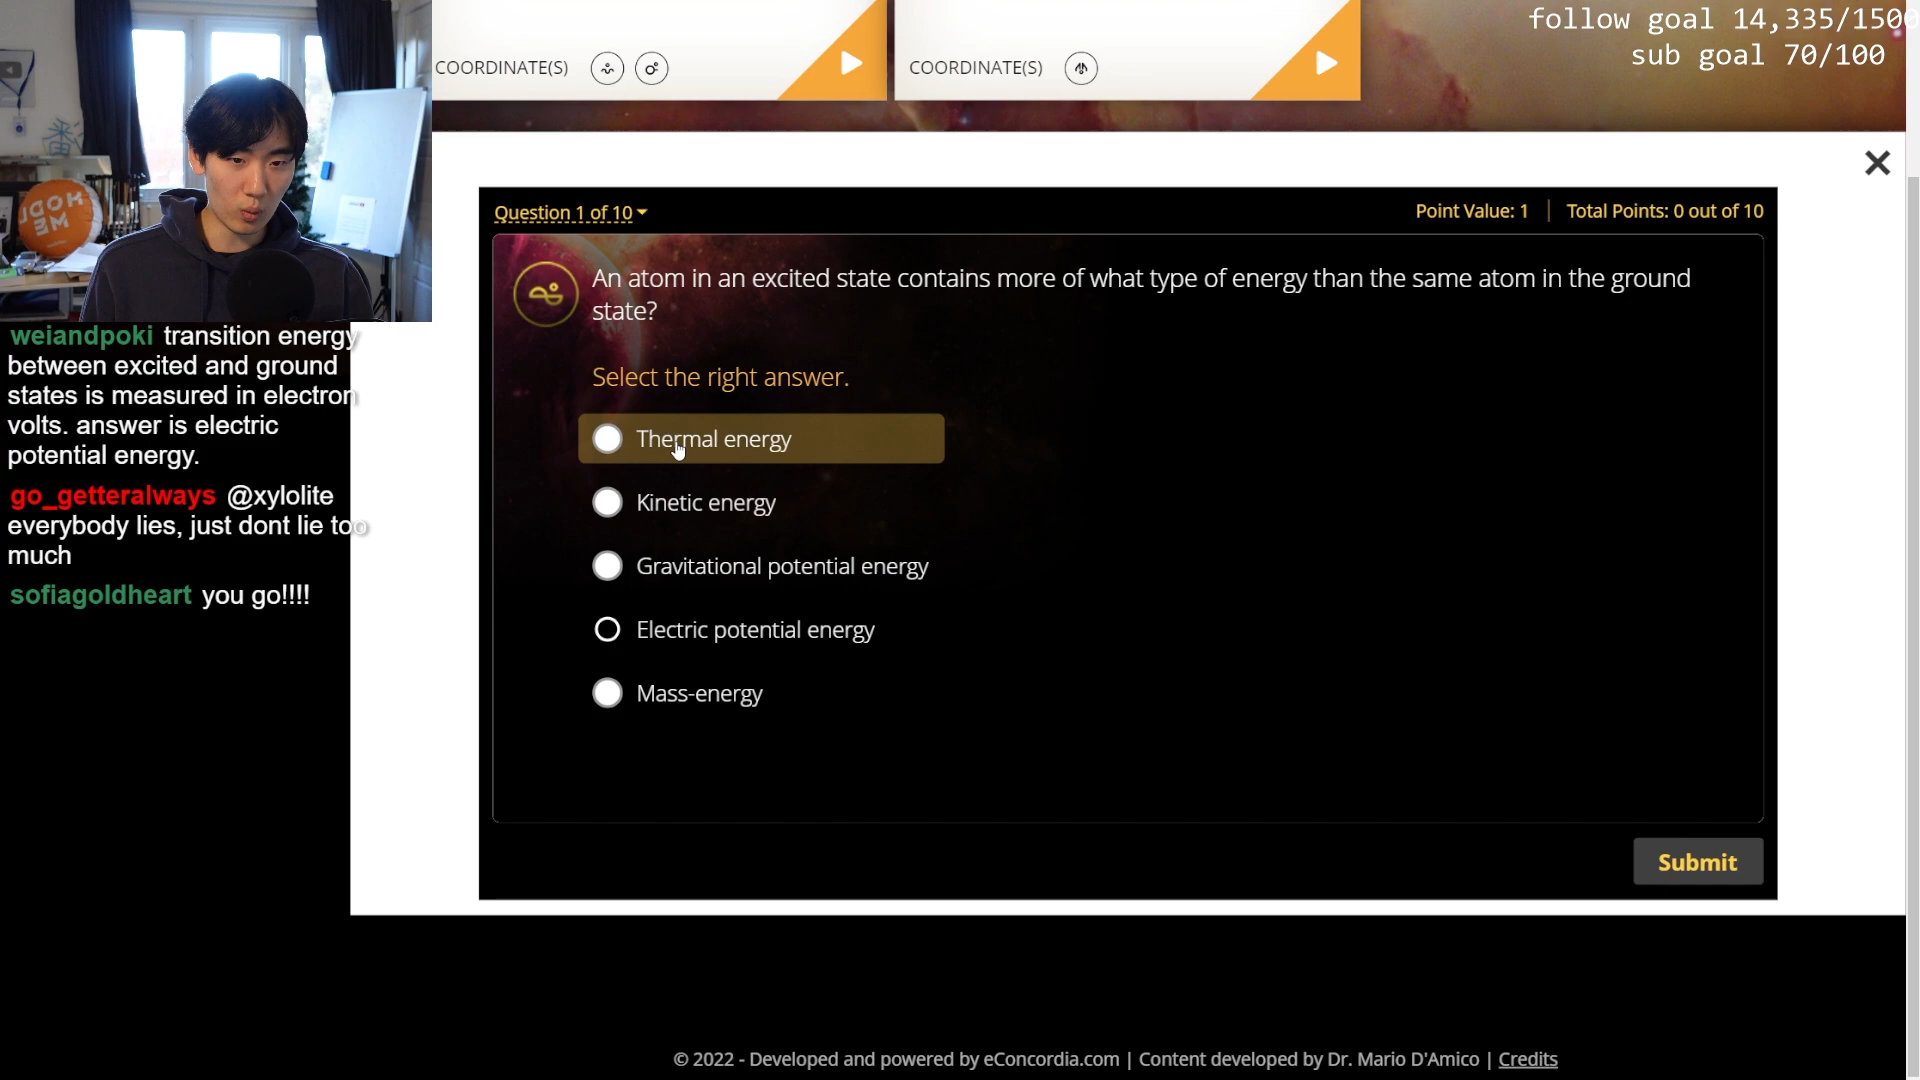 follow goal 14,335/1500
sub goal 70/100
COORDINATE(S)
COORDINATE(S)
HODL
ME
Question 1 of 10
Point Value: 1 | Total Points: 0 out of 10
An atom in an excited state contains more of what type of energy than the same atom in the ground
state?
Select the right answer.
Thermal energy
Kinetic energy
Gravitational potential energy
Electric potential energy
Mass-energy
Submit
weiandpoki transition energy
between excited and ground
states is measured in electron
volts. answer is electric
potential energy.
go_getteralways @xylolite
everybody lies, just dont lie too
much
sofiagoldheart you go!!!!
© 2022 - Developed and powered by eConcordia.com | Content developed by Dr. Mario D'Amico | Credits